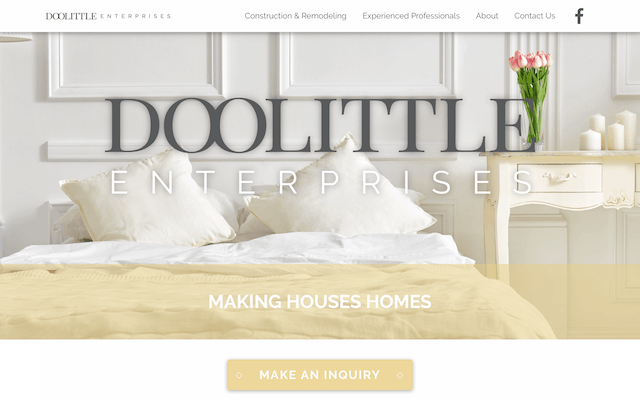 DOOLITTLE ENTERPRISES
Construction & Remodeling
Experienced Professionals
About
Contact Us
DOOLITTLE
ENTERPRISES
MAKING HOUSES HOMES
MAKE AN INQUIRY